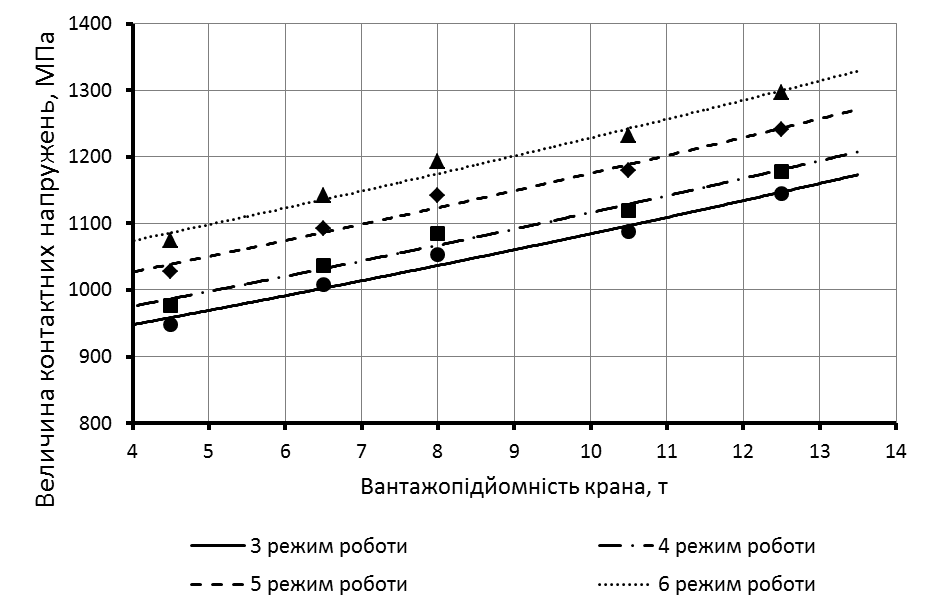 Величина контактних напружень, МПа
1400
1300
1200
1100
1000
900
800
4 5 6 7 8 9 10 11 12 13 14
Вантажопідйомність крана, т
3 режим роботи 4 режим роботи
5 режим роботи 6 режим роботи